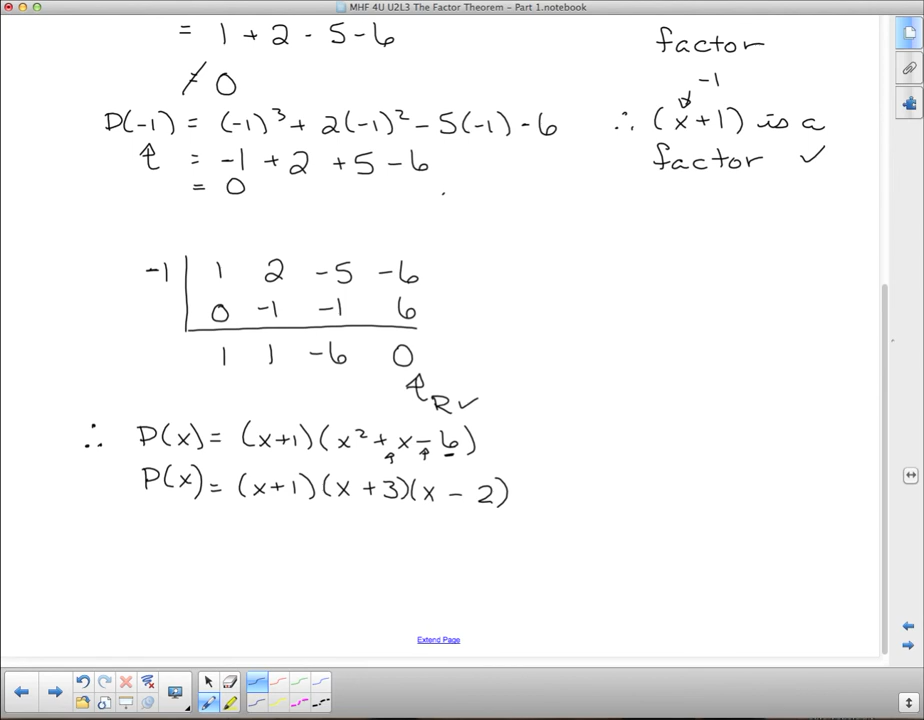 MHF 4U U2L3 The Factor Theorem - Part 1.notebook
= 1 + 2 - 5 - 6
≠ 0
factor
P(-1) = (-1)³ + 2(-1)² - 5(-1) - 6
= -1 + 2 + 5 - 6
= 0
-1
∴ (x+1) is a
factor ✓
-1 | 1 2 -5 -6
0 -1 -1 6
1 1 -6 0
R ✓
∴ P(x) = (x+1)(x² + x - 6)
P(x) = (x+1)(x + 3)(x - 2)
Extend Page